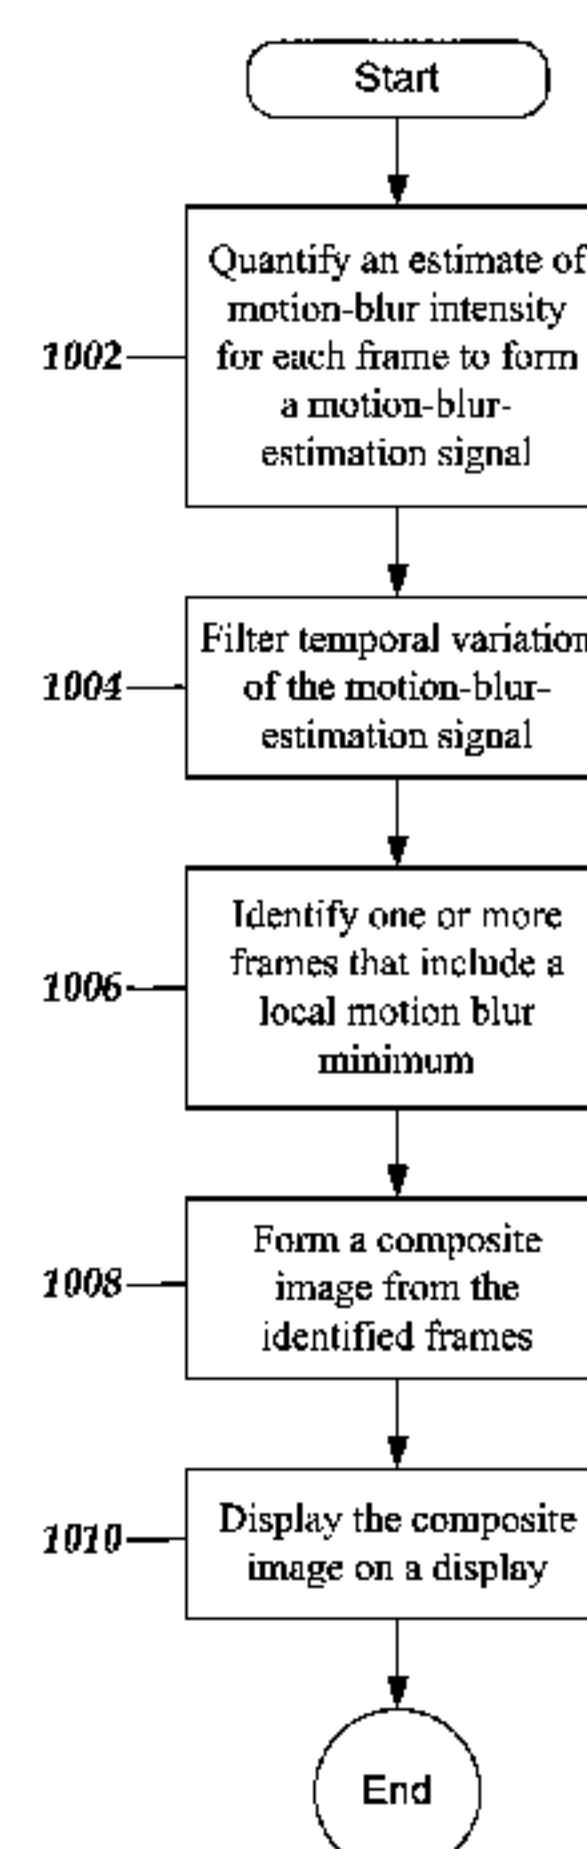 Start
Quantify an estimate of
motion-blur intensity
1002
for each frame to form
a motion-blur-
estimation signal
Filter temporal variation
1004
of the motion-blur-
estimation signal
Identify one or more
frames that include a
1006
local motion blur
minimum
Form a composite
1008
image from the
identified frames
Display the composite
1010
image on a display
End